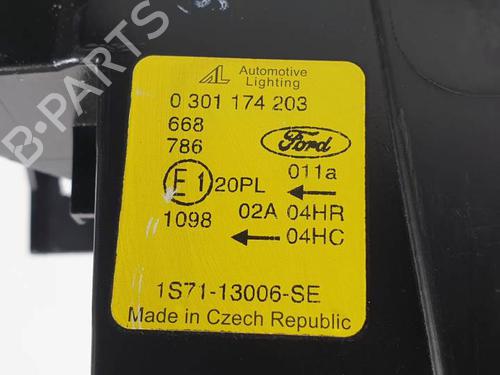 B-PARTS
AL Automotive
Lighting
0 301 174 203
668
786 Ford
011a
E1 20PL ←
1098 02A 04HR
← 04HC
1S71-13006-SE
Made in Czech Republic